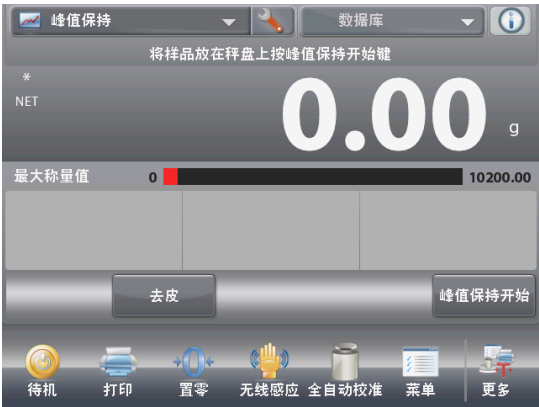 峰值保持 数据库
将样品放在秤盘上按峰值保持开始键
*
NET
0.00 g
最大称量值 0 10200.00
去皮 峰值保持开始
待机 打印 置零 无线感应 全自动校准 菜单 更多